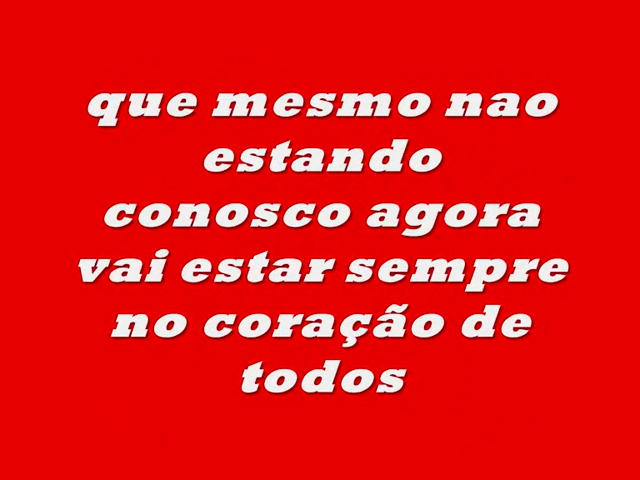 que mesmo nao
estando
conosco agora
vai estar sempre
no coração de
todos